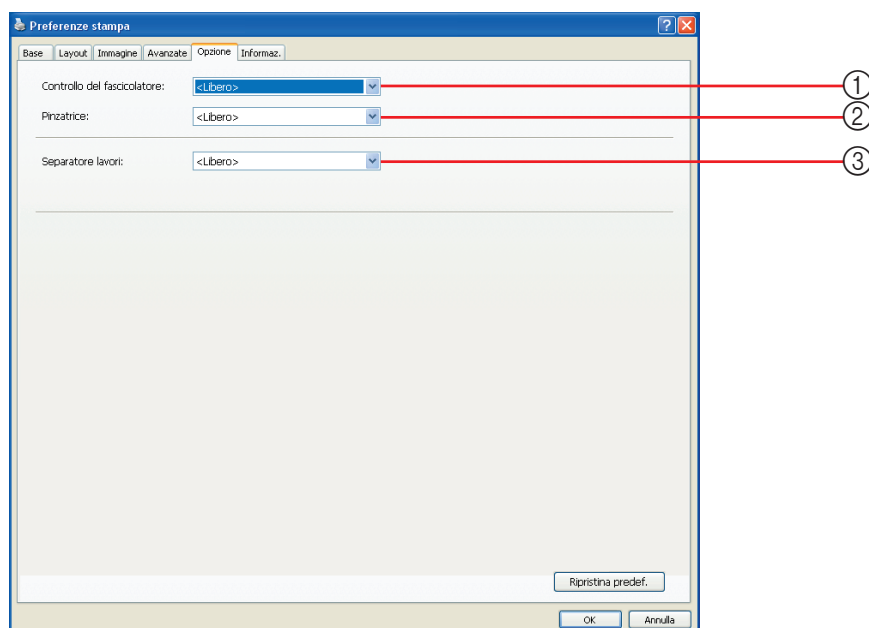 Preferenze stampa
Base Layout Immagine Avanzate Opzione Informaz.
Controllo del fascicolatore: <Libero> ①
Pinzatrice: <Libero> ②
Separatore lavori: <Libero> ③
Ripristina predef.
OK Annulla